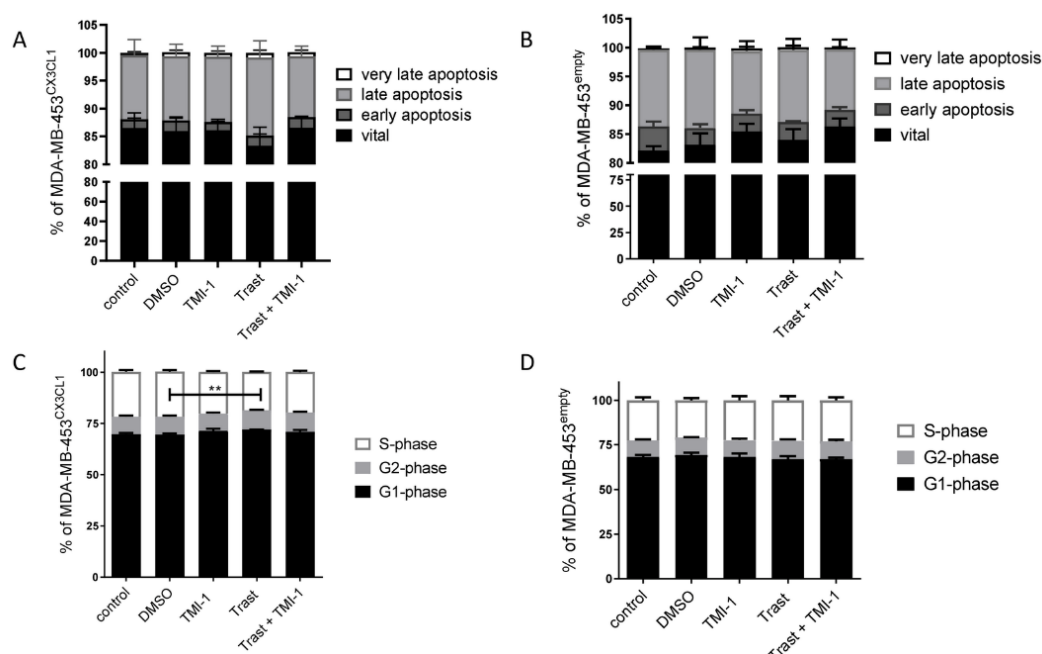 A
% of MDA-MB-453CX3CL1
105
100
95
90
85
80
80
60
40
20
0
control
DMSO
TMI-1
Trast
Trast + TMI-1
very late apoptosis
late apoptosis
early apoptosis
vital
B
% of MDA-MB-453empty
105
100
95
90
85
80
75
50
25
0
control
DMSO
TMI-1
Trast
Trast + TMI-1
very late apoptosis
late apoptosis
early apoptosis
vital
C
% of MDA-MB-453CX3CL1
100
75
50
25
0
**
control
DMSO
TMI-1
Trast
Trast + TMI-1
S-phase
G2-phase
G1-phase
D
% of MDA-MB-453empty
100
75
50
25
0
control
DMSO
TMI-1
Trast
Trast + TMI-1
S-phase
G2-phase
G1-phase